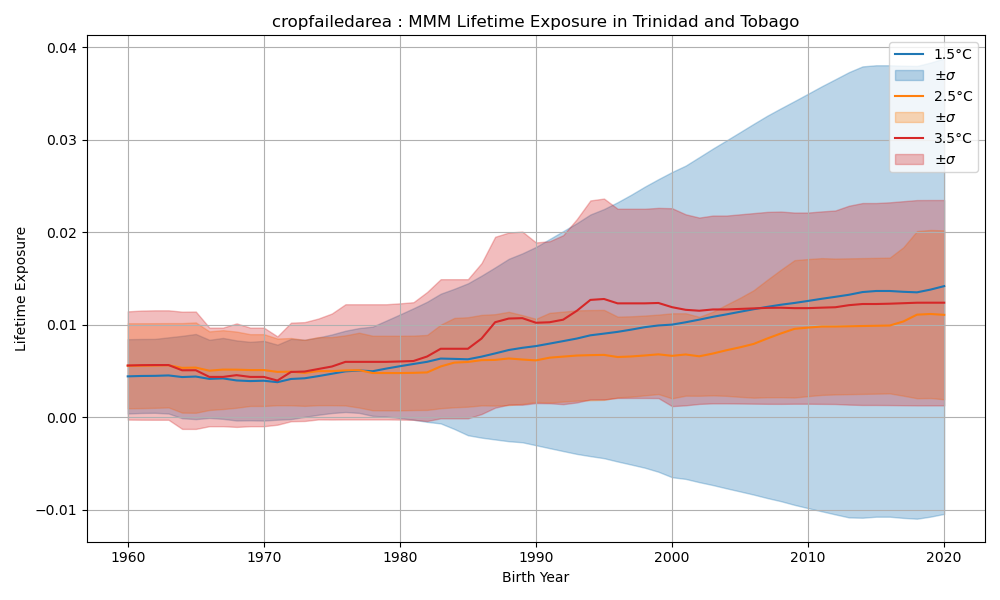 cropfailedarea : MMM Lifetime Exposure in Trinidad and Tobago
0.04
0.03
0.02
0.01
0.00
−0.01
Lifetime Exposure
1.5°C
±σ
2.5°C
±σ
3.5°C
±σ
1960 1970 1980 1990 2000 2010 2020
Birth Year